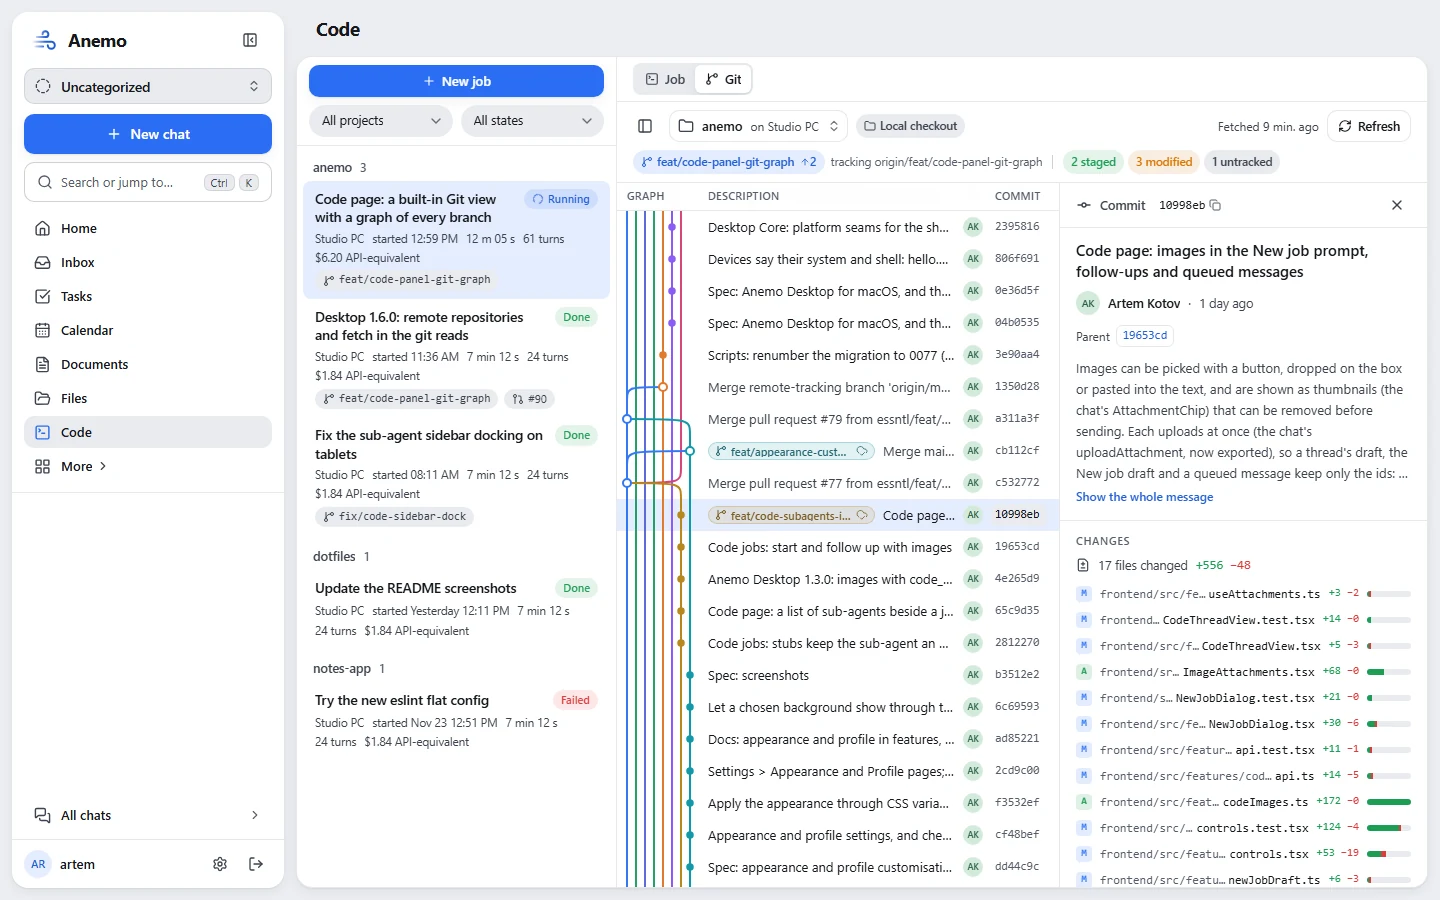 Anemo
Uncategorized
New chat
Search or jump to... Ctrl K
Home
Inbox
Tasks
Calendar
Documents
Files
Code
More
All chats
AR artem
Code
New job
All projects All states
anemo 3
Code page: a built-in Git view with a graph of every branch Running
Studio PC started 12:59 PM 12 m 05 s 61 turns
$6.20 API-equivalent
feat/code-panel-git-graph
Desktop 1.6.0: remote repositories and fetch in the git reads Done
Studio PC started 11:36 AM 7 min 12 s 24 turns
$1.84 API-equivalent
feat/code-panel-git-graph #90
Fix the sub-agent sidebar docking on tablets Done
Studio PC started 08:11 AM 7 min 12 s 24 turns
$1.84 API-equivalent
fix/code-sidebar-dock
dotfiles 1
Update the README screenshots Done
Studio PC started Yesterday 12:11 PM 7 min 12 s
24 turns $1.84 API-equivalent
notes-app 1
Try the new eslint flat config Failed
Studio PC started Nov 23 12:51 PM 7 min 12 s
24 turns $1.84 API-equivalent
Job Git
anemo on Studio PC Local checkout Fetched 9 min. ago Refresh
feat/code-panel-git-graph ↑2 tracking origin/feat/code-panel-git-graph 2 staged 3 modified 1 untracked
GRAPH DESCRIPTION COMMIT
Desktop Core: platform seams for the sh... AK 2395816
Devices say their system and shell: hello.... AK 806f691
Spec: Anemo Desktop for macOS, and th... AK 0e36d5f
Spec: Anemo Desktop for macOS, and th... AK 04b0535
Scripts: renumber the migration to 0077 (... AK 3e90aa4
Merge remote-tracking branch 'origin/m... AK 1350d28
Merge pull request #79 from essntl/feat/... AK a311a3f
feat/appearance-cust... Merge mai... AK cb112cf
Merge pull request #77 from essntl/feat/... AK c532772
feat/code-subagents-i... Code page... AK 10998eb
Code jobs: start and follow up with images AK 19653cd
Anemo Desktop 1.3.0: images with code_... AK 4e265d9
Code page: a list of sub-agents beside a j... AK 65c9d35
Code jobs: stubs keep the sub-agent an ... AK 2812270
Spec: screenshots AK b3512e2
Let a chosen background show through t... AK 6c69593
Docs: appearance and profile in features, ... AK ad85221
Settings > Appearance and Profile pages;... AK 2cd9c00
Apply the appearance through CSS varia... AK f3532ef
Appearance and profile settings, and che... AK cf48bef
Spec: appearance and profile customisati... AK dd44c9c
Commit 10998eb
Code page: images in the New job prompt,
follow-ups and queued messages
AK Artem Kotov · 1 day ago
Parent 19653cd
Images can be picked with a button, dropped on the box
or pasted into the text, and are shown as thumbnails (the
chat's AttachmentChip) that can be removed before
sending. Each uploads at once (the chat's
uploadAttachment, now exported), so a thread's draft, the
New job draft and a queued message keep only the ids: ...
Show the whole message
CHANGES
17 files changed +556 −48
M frontend/src/fe… useAttachments.ts +3 −2
M frontend… CodeThreadView.test.tsx +14 −0
M frontend/src/f… CodeThreadView.tsx +5 −3
A frontend/sr… ImageAttachments.tsx +68 −0
M frontend/s… NewJobDialog.test.tsx +21 −0
M frontend/src/fe… NewJobDialog.tsx +30 −6
M frontend/src/featur… api.test.tsx +11 −1
M frontend/src/features/cod… api.ts +14 −5
A frontend/src/feat… codeImages.ts +172 −0
M frontend/src/… controls.test.tsx +124 −4
M frontend/src/featu… controls.tsx +53 −19
M frontend/src/featu… newJobDraft.ts +6 −3